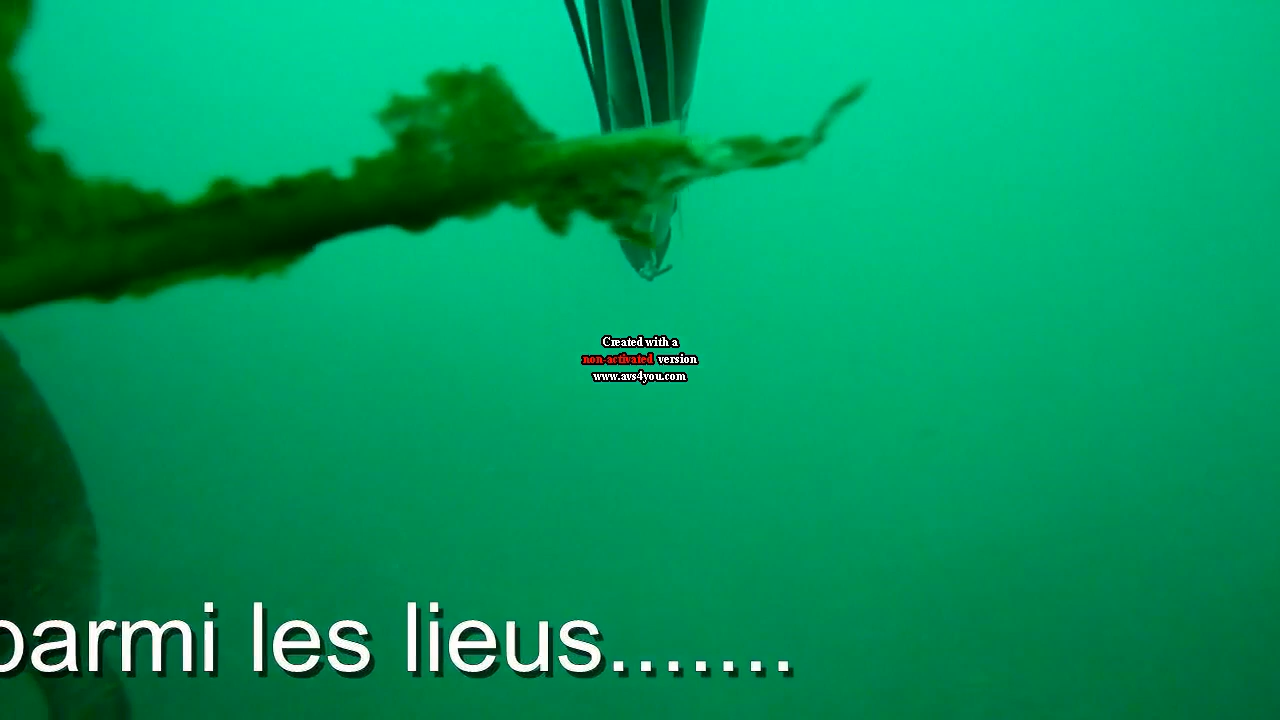 Created with a
non-activated version
www.avs4you.com
parmi les lieus.......